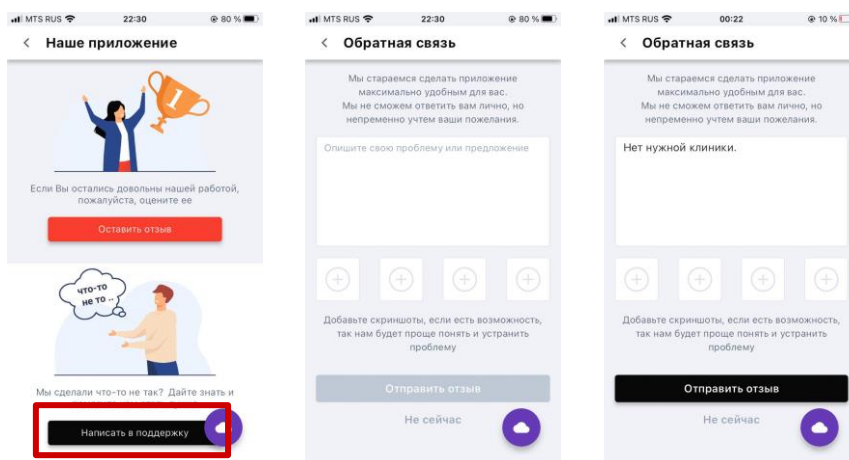 MTS RUS 22:30 80 %
Наше приложение
1
Если Вы остались довольны нашей работой,
пожалуйста, оцените ее
Оставить отзыв
что-то
не то ..
Мы сделали что-то не так? Дайте знать и
Написать в поддержку
MTS RUS 22:30 80 %
Обратная связь
Мы стараемся сделать приложение
максимально удобным для вас.
Мы не сможем ответить вам лично, но
непременно учтем ваши пожелания.
Опишите свою проблему или предложение
Добавьте скриншоты, если есть возможность,
так нам будет проще понять и устранить
проблему
Отправить отзыв
Не сейчас
MTS RUS 00:22 10 %
Обратная связь
Мы стараемся сделать приложение
максимально удобным для вас.
Мы не сможем ответить вам лично, но
непременно учтем ваши пожелания.
Нет нужной клиники.
Добавьте скриншоты, если есть возможность,
так нам будет проще понять и устранить
проблему
Отправить отзыв
Не сейчас